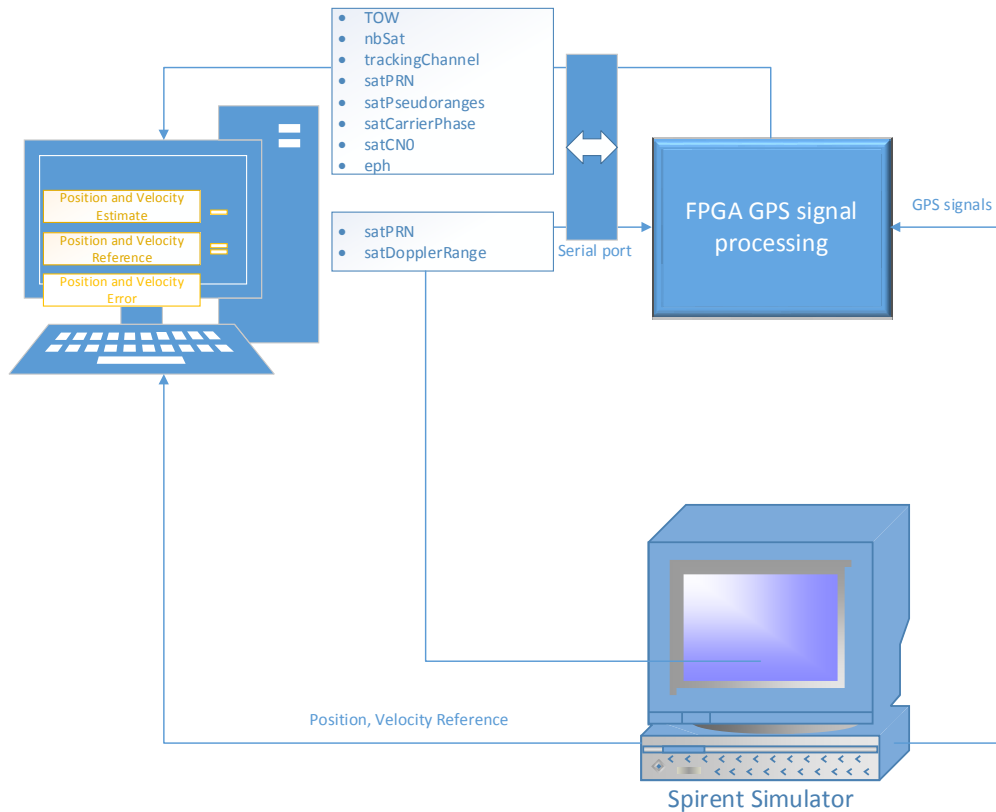 TOW
nbSat
trackingChannel
satPRN
satPseudoranges
satCarrierPhase
satCN0
eph
Position and Velocity
Estimate
Position and Velocity
Reference
Position and Velocity
Error
satPRN
satDopplerRange
Serial port
FPGA GPS signal
processing
GPS signals
Position, Velocity Reference
Spirent Simulator